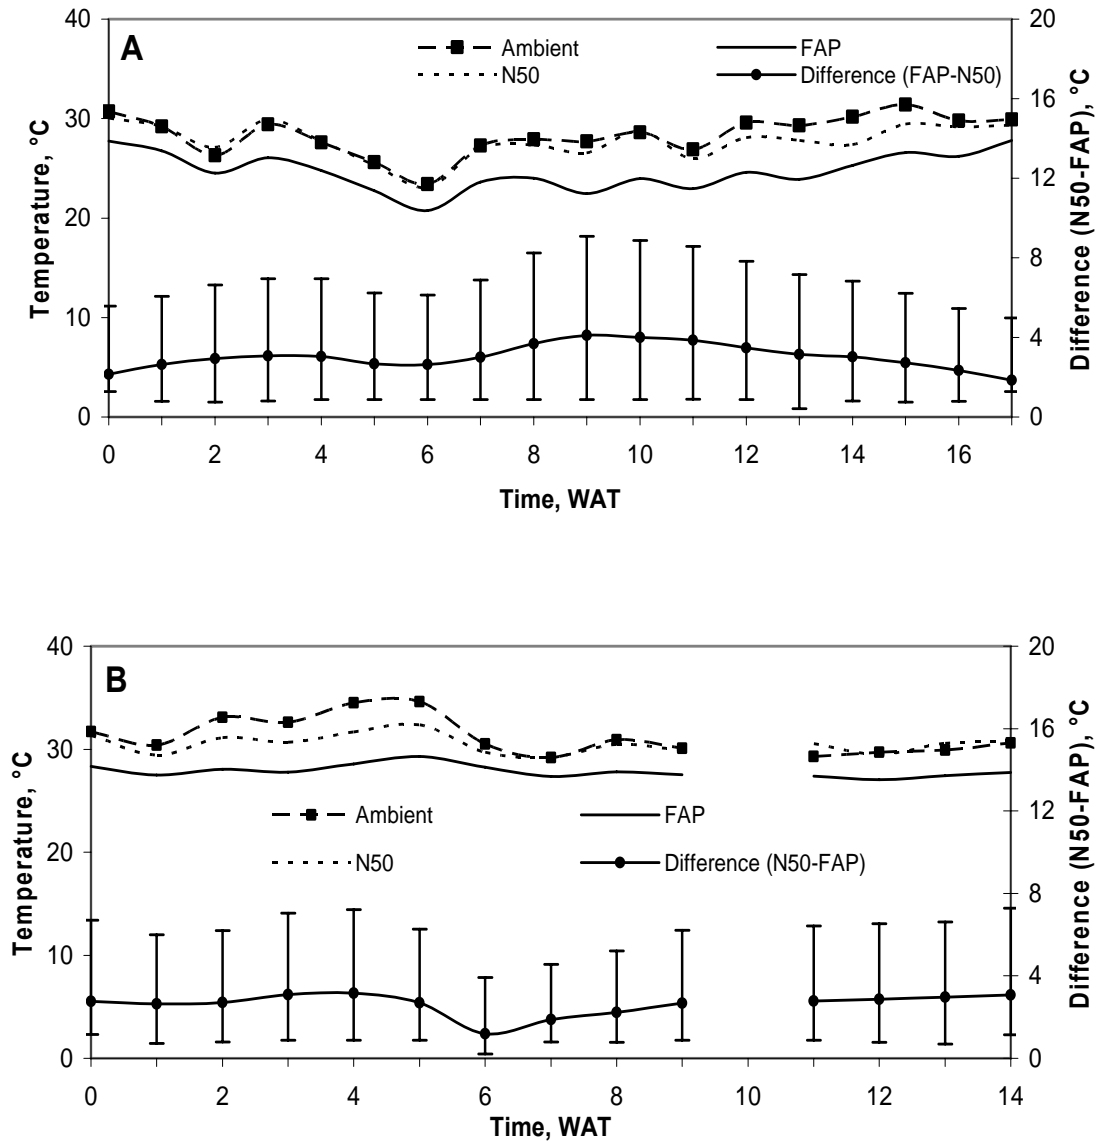 A
Ambient
FAP
N50
Difference (FAP-N50)
40
30
20
10
0
Temperature, °C
20
16
12
8
4
0
Difference (N50-FAP), °C
0 2 4 6 8 10 12 14 16
Time, WAT
B
Ambient
FAP
N50
Difference (N50-FAP)
40
30
20
10
0
Temperature, °C
20
16
12
8
4
0
Difference (N50-FAP), °C
0 2 4 6 8 10 12 14
Time, WAT